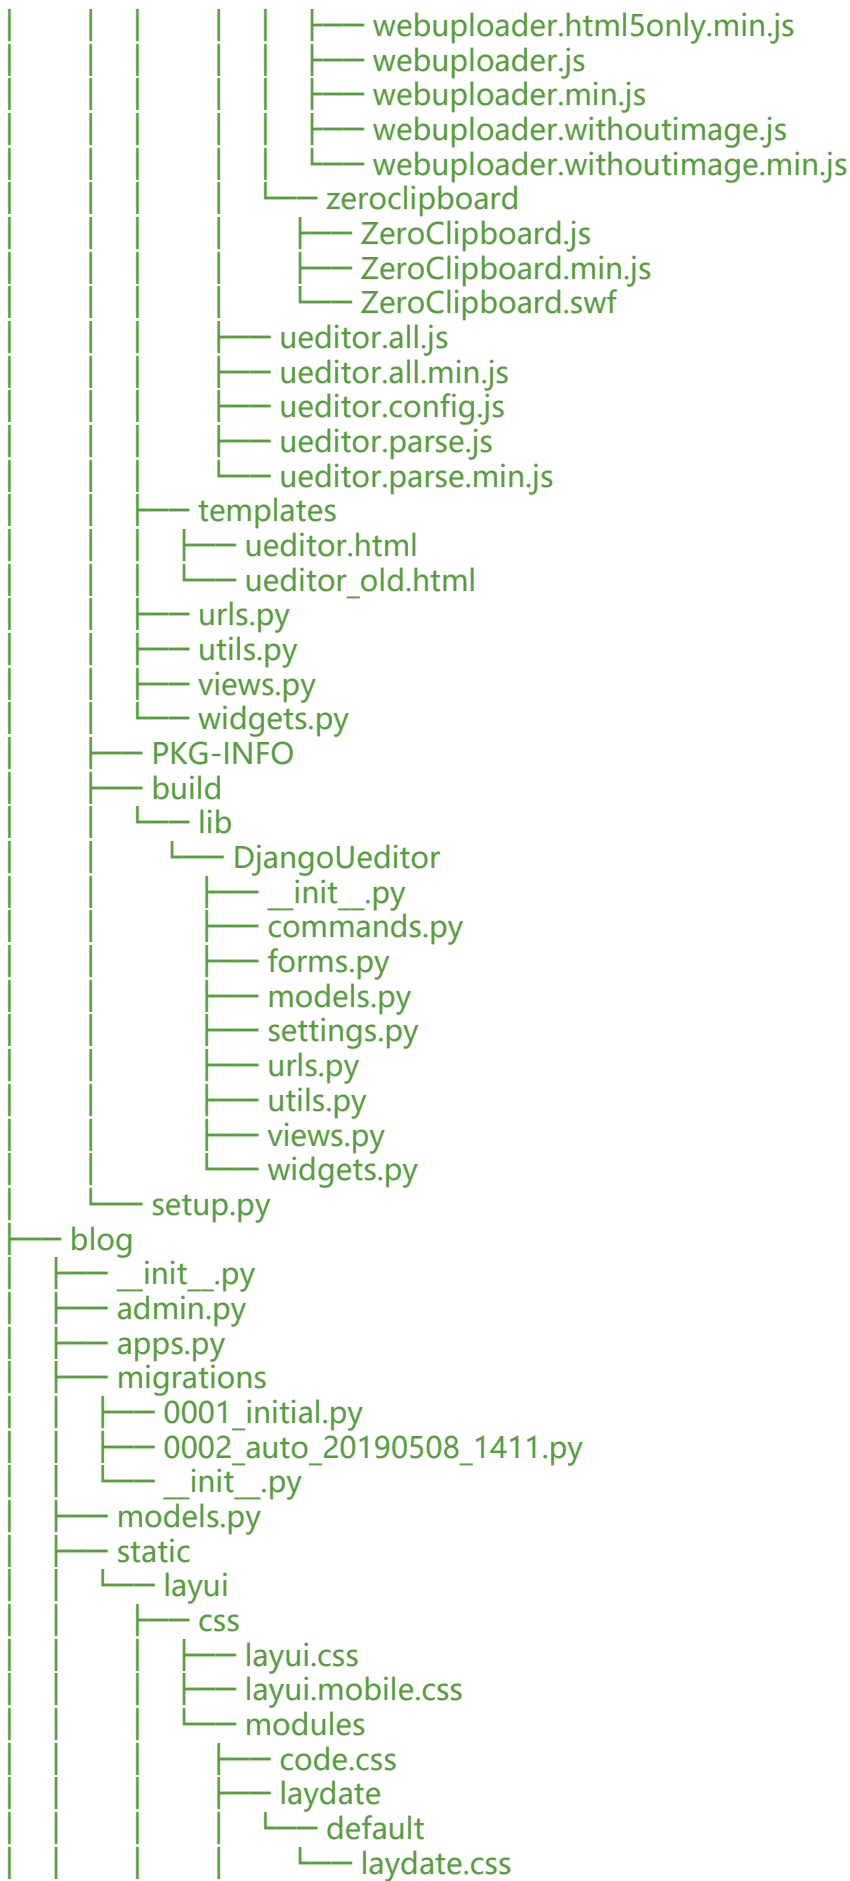 │   │   │   │   │   ├── webuploader.html5only.min.js
│   │   │   │   │   ├── webuploader.js
│   │   │   │   │   ├── webuploader.min.js
│   │   │   │   │   ├── webuploader.withoutimage.js
│   │   │   │   │   └── webuploader.withoutimage.min.js
│   │   │   │   └── zeroclipboard
│   │   │   │       ├── ZeroClipboard.js
│   │   │   │       ├── ZeroClipboard.min.js
│   │   │   │       └── ZeroClipboard.swf
│   │   │   ├── ueditor.all.js
│   │   │   ├── ueditor.all.min.js
│   │   │   ├── ueditor.config.js
│   │   │   ├── ueditor.parse.js
│   │   │   └── ueditor.parse.min.js
│   │   ├── templates
│   │   │   ├── ueditor.html
│   │   │   └── ueditor_old.html
│   │   ├── urls.py
│   │   ├── utils.py
│   │   ├── views.py
│   │   └── widgets.py
│   ├── PKG-INFO
│   ├── build
│   │   └── lib
│   │       └── DjangoUeditor
│   │           ├── __init__.py
│   │           ├── commands.py
│   │           ├── forms.py
│   │           ├── models.py
│   │           ├── settings.py
│   │           ├── urls.py
│   │           ├── utils.py
│   │           ├── views.py
│   │           └── widgets.py
│   └── setup.py
├── blog
│   ├── __init__.py
│   ├── admin.py
│   ├── apps.py
│   ├── migrations
│   │   ├── 0001_initial.py
│   │   ├── 0002_auto_20190508_1411.py
│   │   └── __init__.py
│   ├── models.py
│   ├── static
│   │   └── layui
│   │       ├── css
│   │       │   ├── layui.css
│   │       │   ├── layui.mobile.css
│   │       │   └── modules
│   │       │       ├── code.css
│   │       │       ├── laydate
│   │       │       │   └── default
│   │       │       │       └── laydate.css